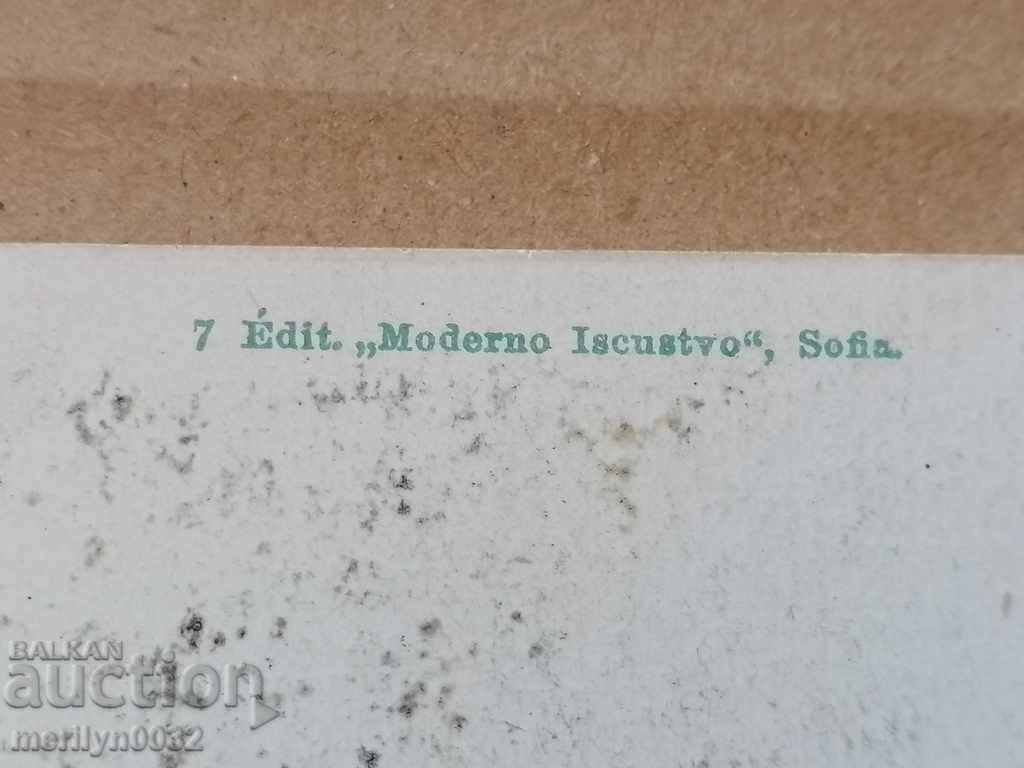 7 Édit. „Moderno Iscustvo“, Sofia.
BALKAN
auction
merilyn0032